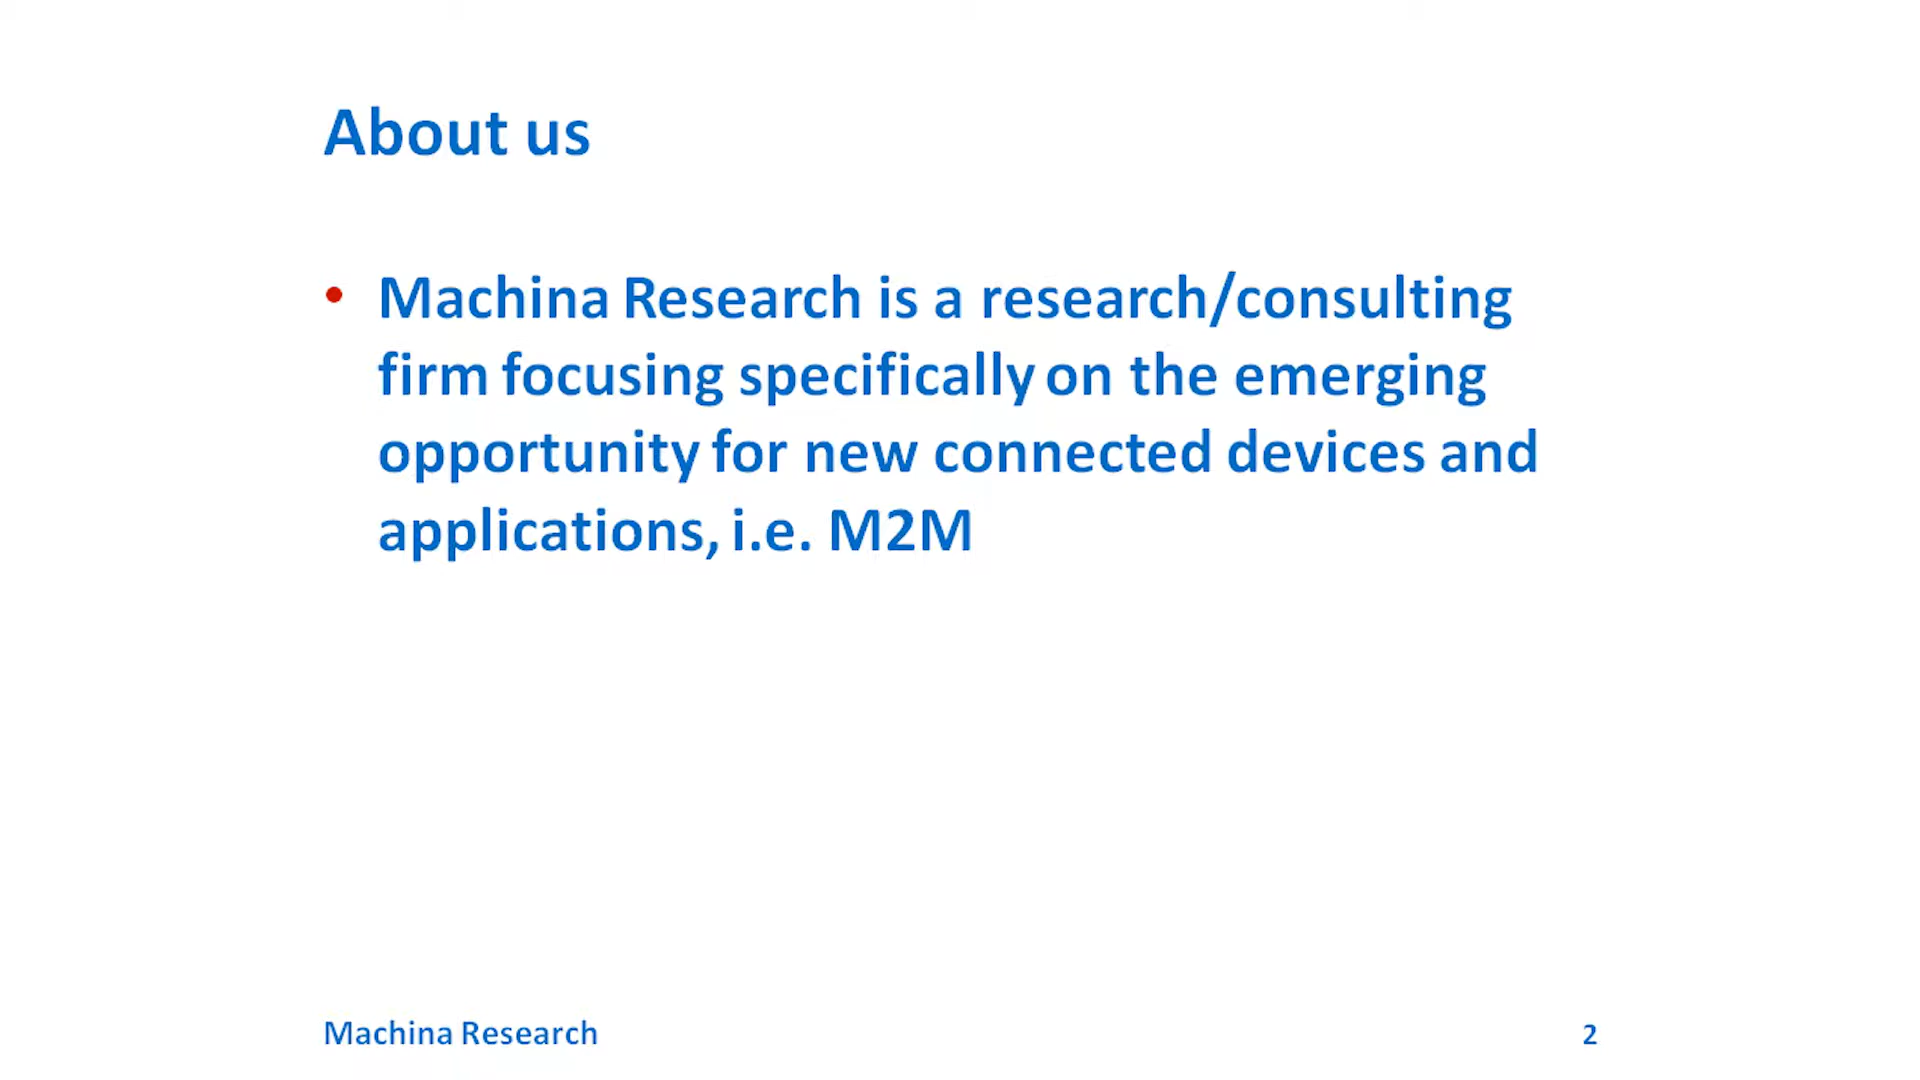 About us
• Machina Research is a research/consulting
firm focusing specifically on the emerging
opportunity for new connected devices and
applications, i.e. M2M
Machina Research
2